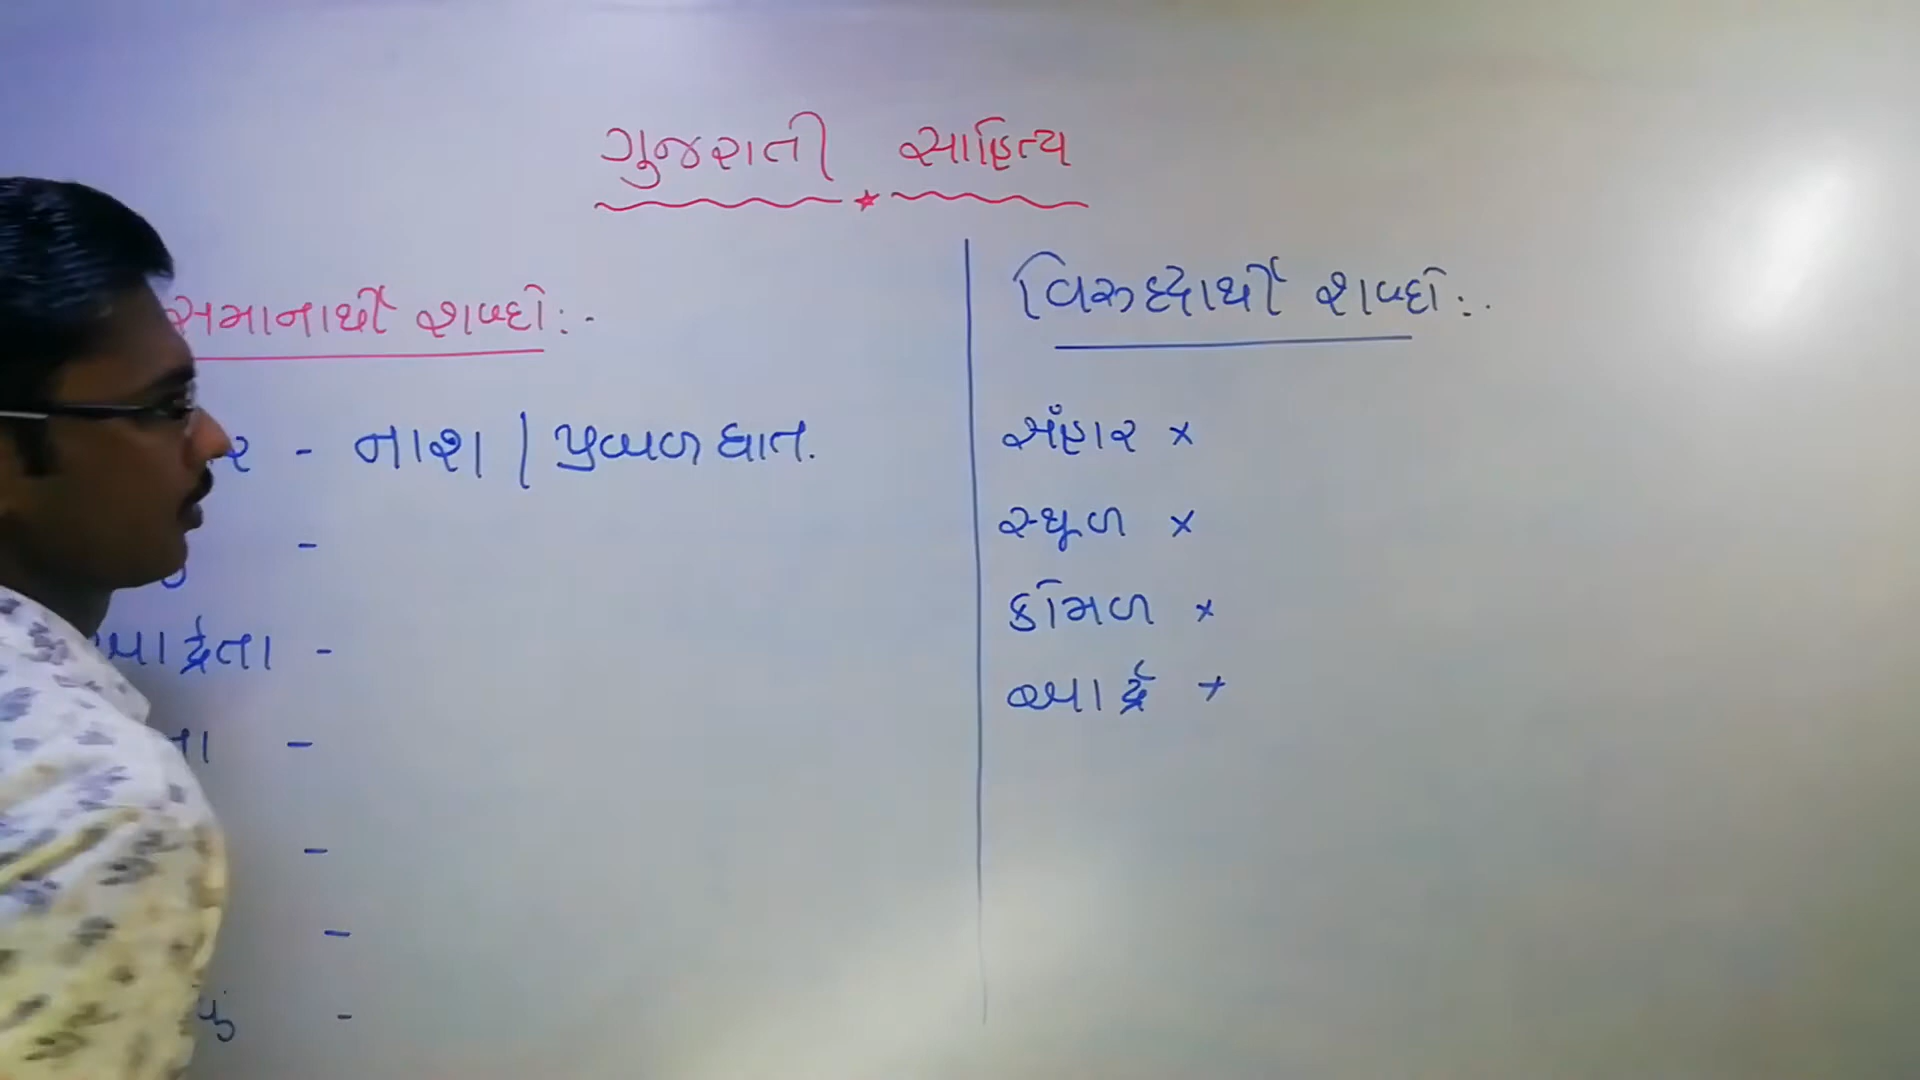 ગુજરાતી સાહિત્ય
સમાનાર્થી શબ્દો :-
ર - નાશ / પ્રબળ ઘાત.
-
આર્દ્રતા -
તા -
-
-
-
વિરુદ્ધાર્થી શબ્દો :-
સંહાર ×
સ્થૂળ ×
કોમળ ×
આર્દ્ર ×